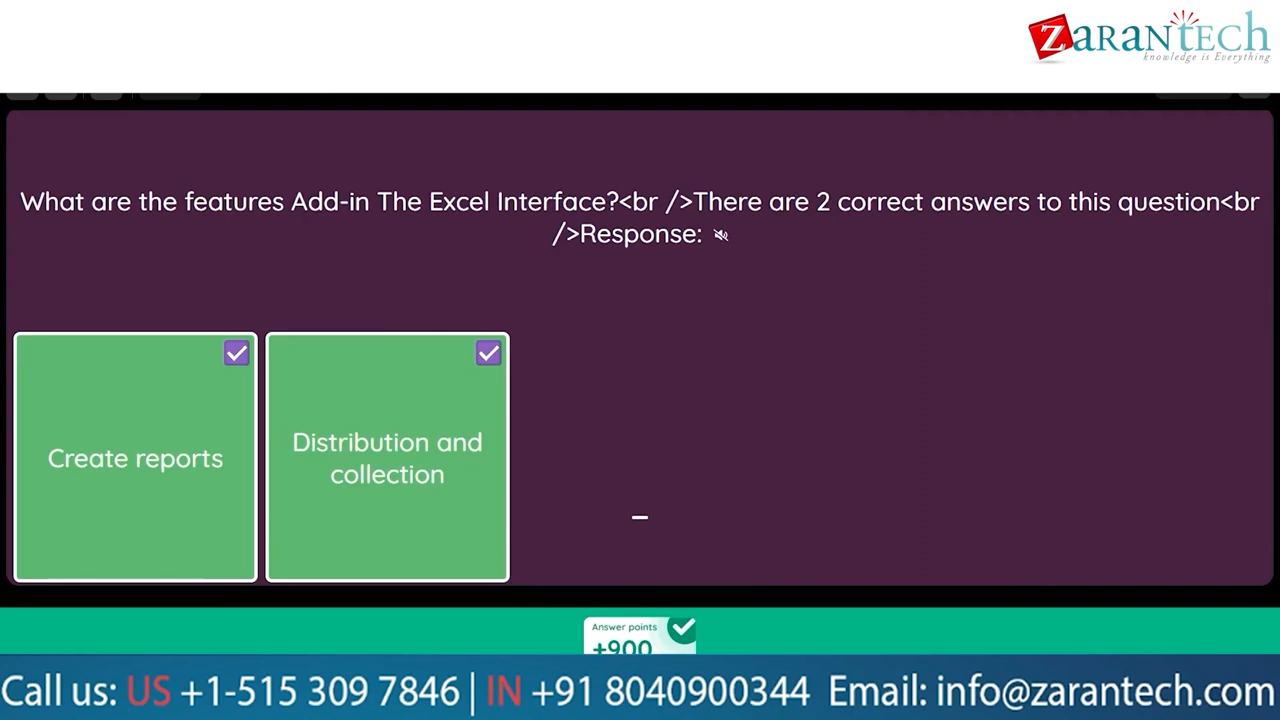 ZARANTECH
knowledge is Everything
What are the features Add-in The Excel Interface?<br />There are 2 correct answers to this question<br
/>Response:
Create reports
Distribution and
collection
Answer points
+900
Call us: US +1-515 309 7846 | IN +91 8040900344 Email: info@zarantech.com